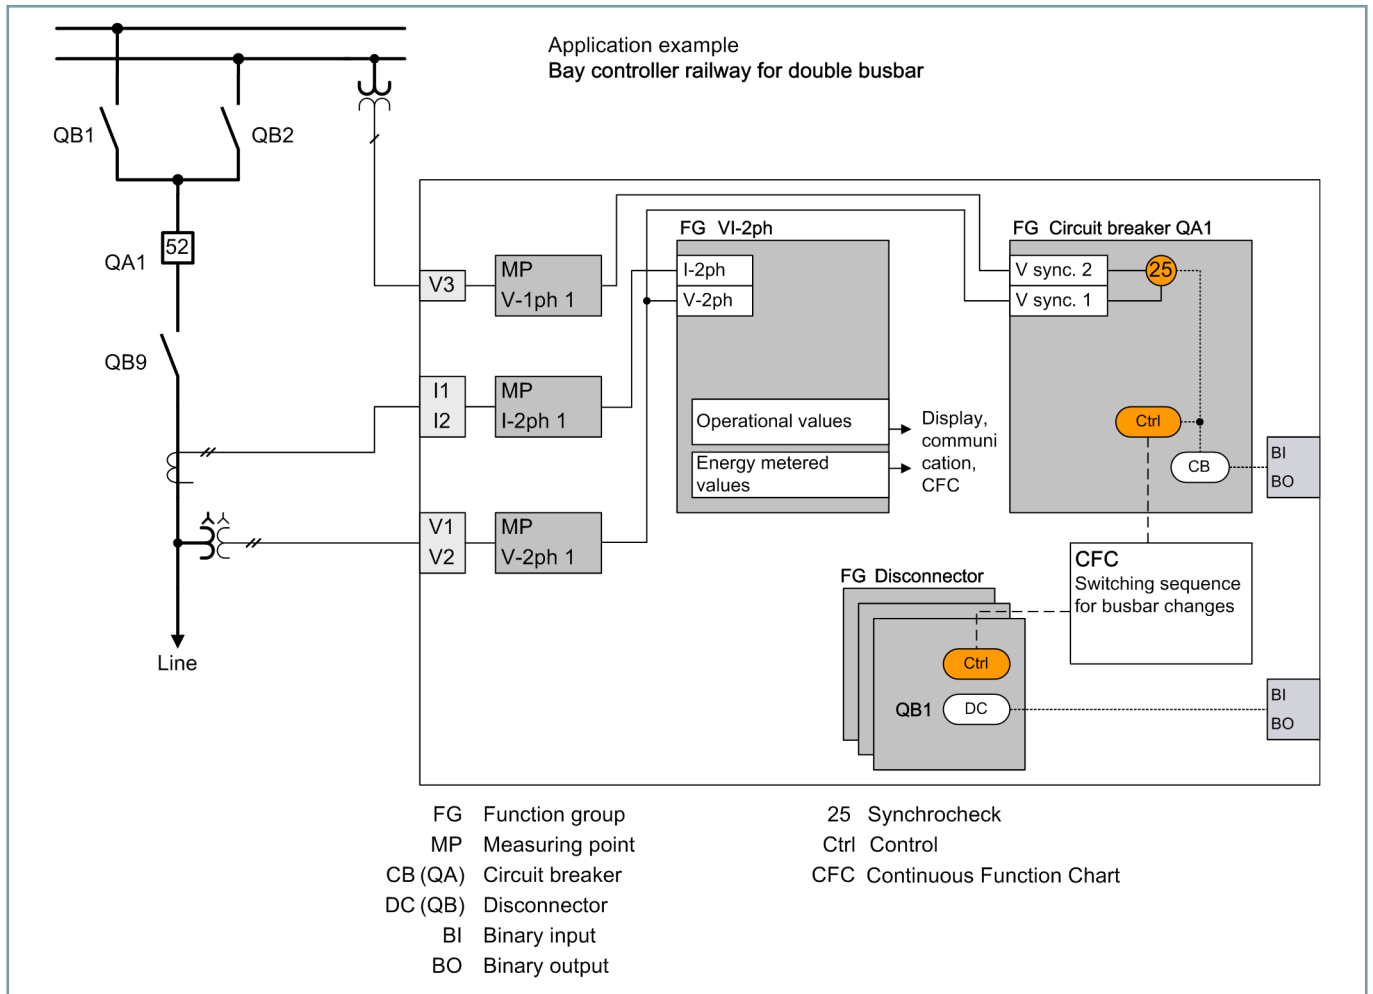 Application example
Bay controller railway for double busbar
QB1
QB2
QA1
52
QB9
Line
V3
MP
V-1ph 1
I1
I2
MP
I-2ph 1
V1
V2
MP
V-2ph 1
FG VI-2ph
I-2ph
V-2ph
Operational values
Energy metered
values
Display,
communi
cation,
CFC
FG Circuit breaker QA1
V sync. 2
V sync. 1
25
Ctrl
CB
BI
BO
CFC
Switching sequence
for busbar changes
FG Disconnector
Ctrl
QB1
DC
BI
BO
FG Function group
MP Measuring point
CB (QA) Circuit breaker
DC (QB) Disconnector
BI Binary input
BO Binary output
25 Synchrocheck
Ctrl Control
CFC Continuous Function Chart